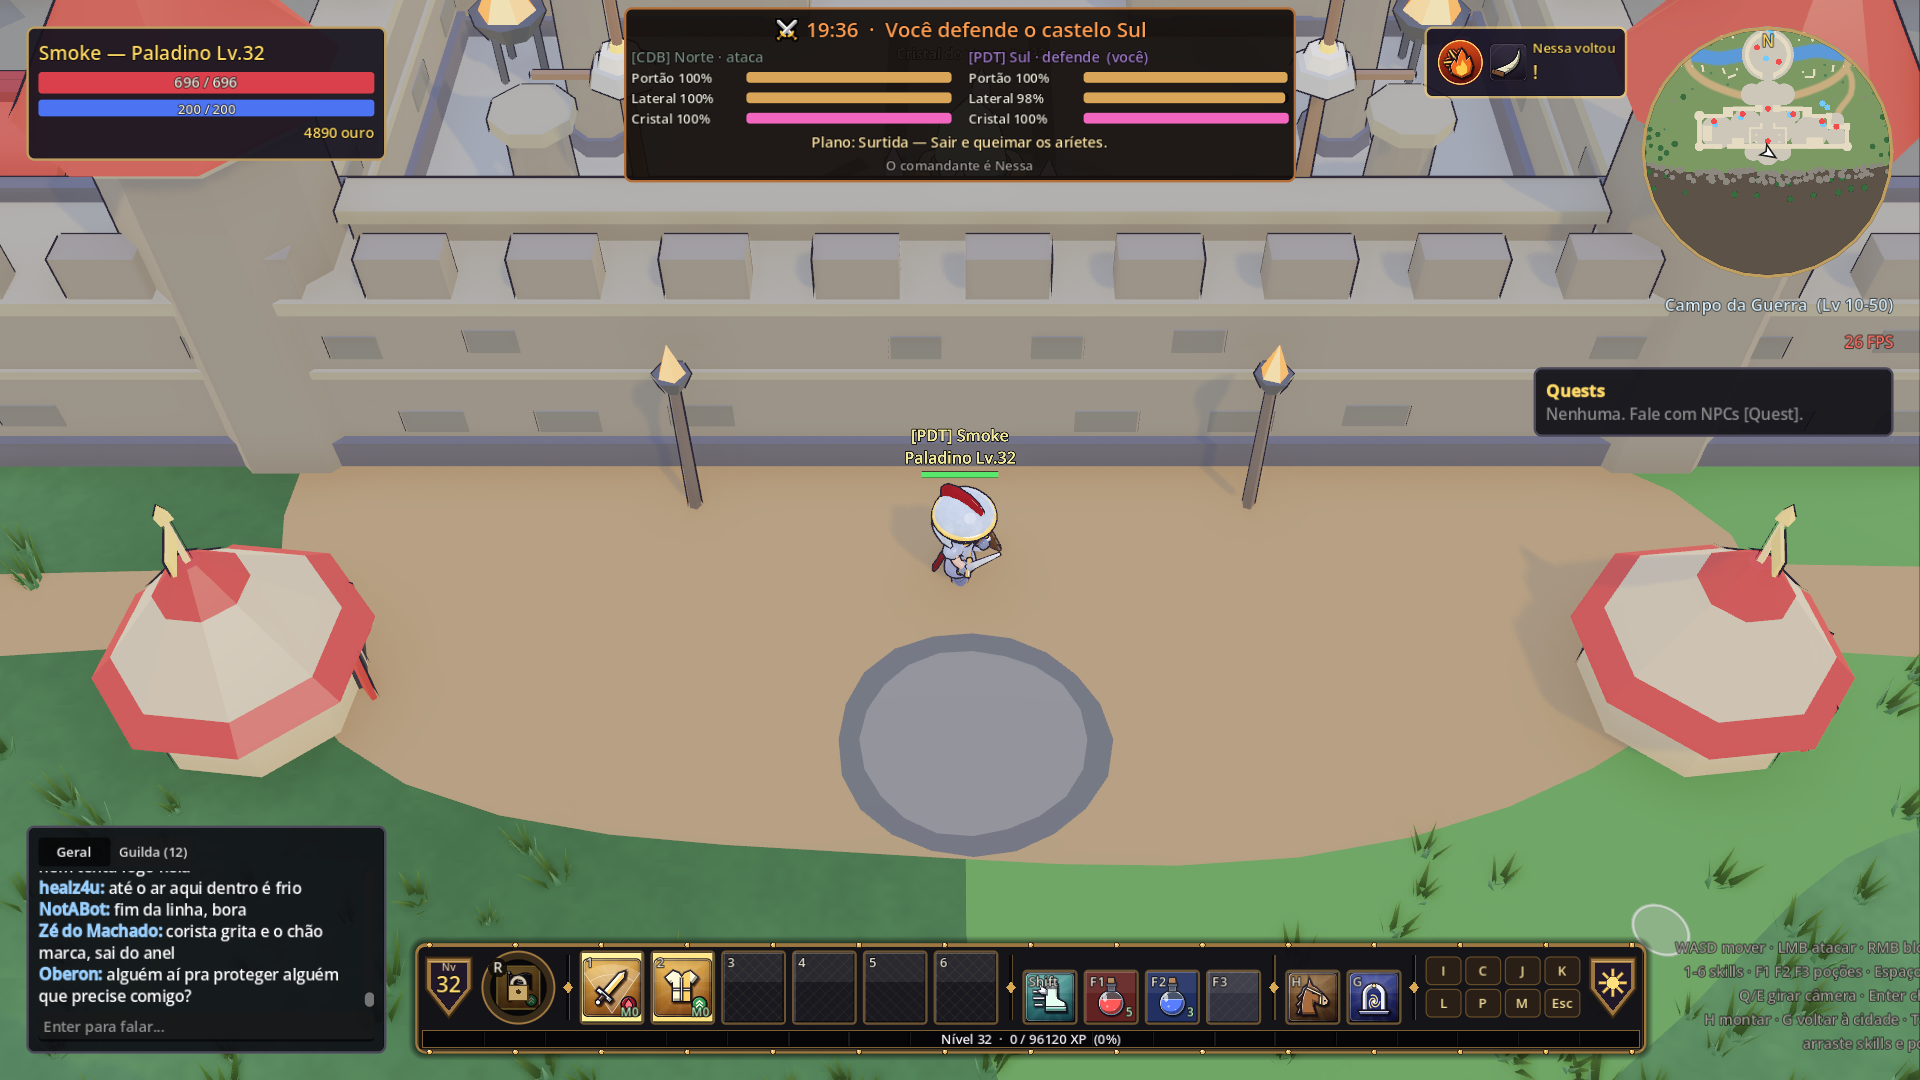 Smoke — Paladino Lv.32
696 / 696
200 / 200
4890 ouro
19:36 · Você defende o castelo Sul
[CDB] Norte · ataca
[PDT] Sul · defende (você)
Portão 100%
Portão 100%
Lateral 100%
Lateral 98%
Cristal 100%
Cristal 100%
Plano: Surtida — Sair e queimar os aríetes.
O comandante é Nessa
Nessa voltou
!
N
Campo da Guerra (Lv 10-50)
26 FPS
Quests
Nenhuma. Fale com NPCs [Quest].
[PDT] Smoke
Paladino Lv.32
Geral
Guilda (12)
healz4u: até o ar aqui dentro é frio
NotABot: fim da linha, bora
Zé do Machado: corista grita e o chão
marca, sai do anel
Oberon: alguém aí pra proteger alguém
que precise comigo?
Enter para falar...
Nv
32
R
1
M0
2
M0
3
4
5
6
Shift
F1
5
F2
3
F3
H
G
I
C
J
K
L
P
M
Esc
Nível 32 · 0 / 96120 XP (0%)
WASD mover · LMB atacar · RMB
1-6 skills · F1 F2 F3 poções ·
Q/E girar câmera · Enter
H montar · G voltar à cidade ·
arraste skills e